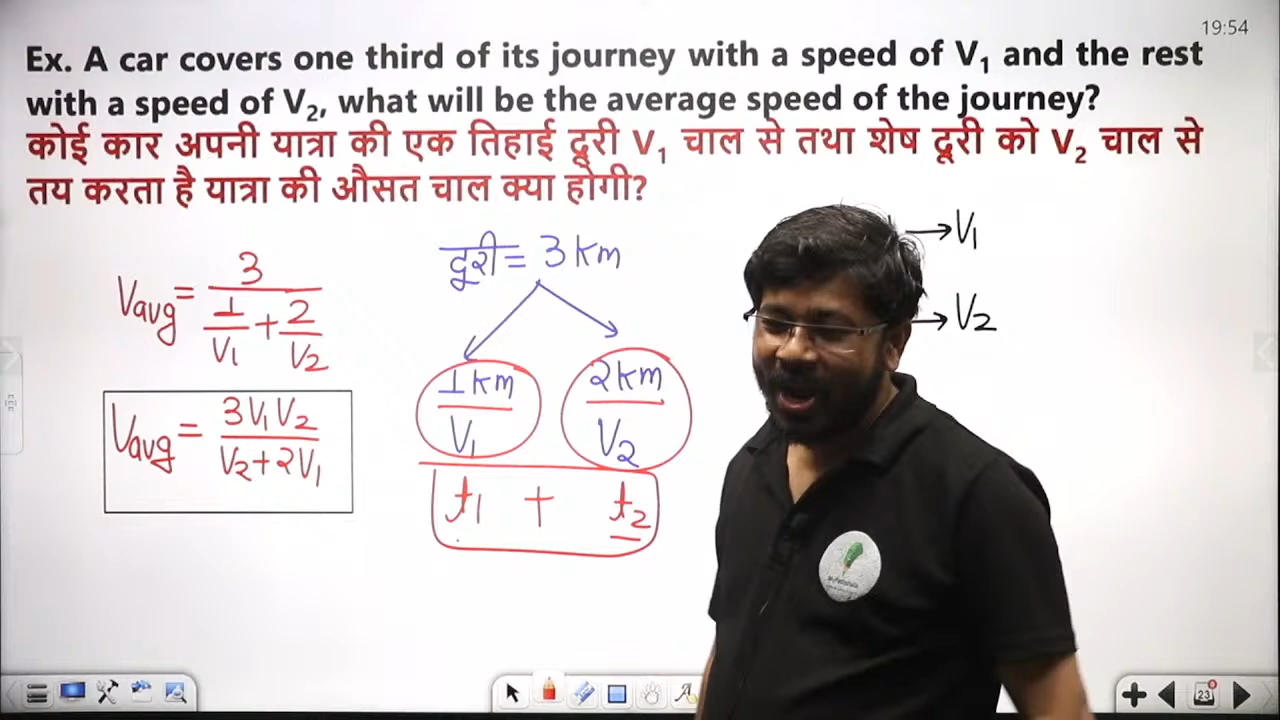 19:54
Ex. A car covers one third of its journey with a speed of V₁ and the rest
with a speed of V₂, what will be the average speed of the journey?
कोई कार अपनी यात्रा की एक तिहाई दूरी V₁ चाल से तथा शेष दूरी को V₂ चाल से
तय करता है यात्रा की औसत चाल क्या होगी?
Vavg = 3 / (1/V₁ + 2/V₂)
Vavg = 3V₁V₂ / (V₂+2V₁)
दूरी = 3 Km
1 Km / V₁
2 Km / V₂
t₁ + t₂
→ V₁
→ V₂
23